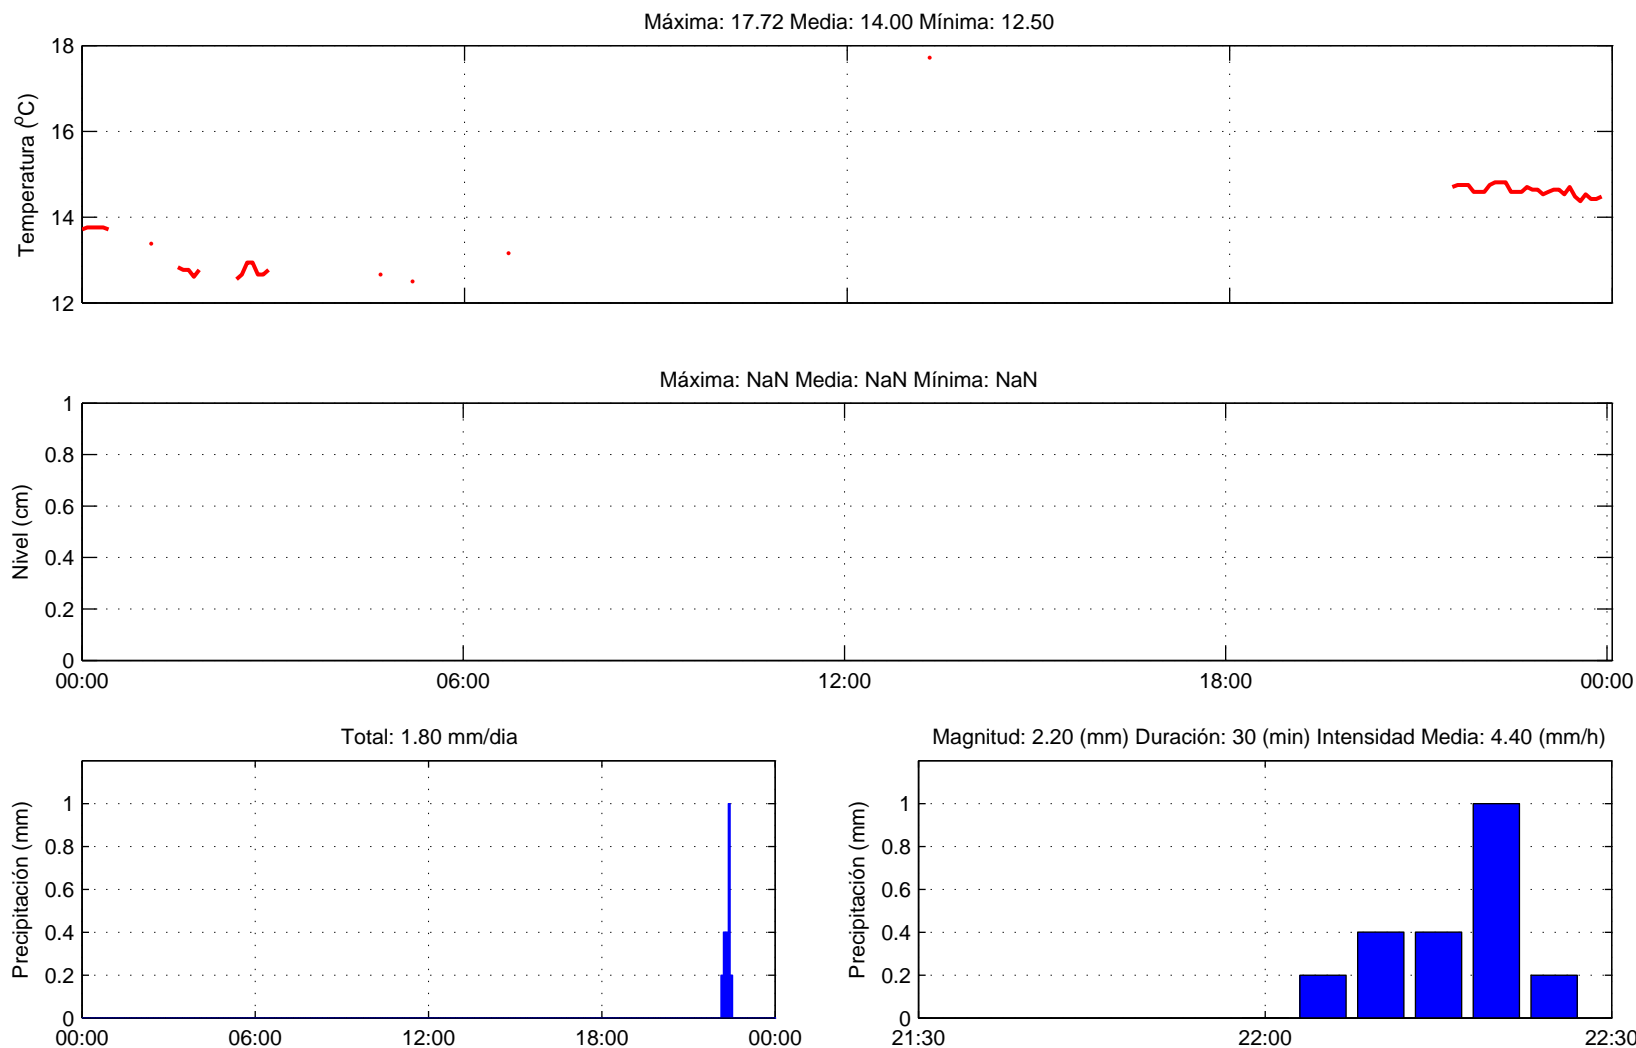 Máxima: 17.72 Media: 14.00 Mínima: 12.50
18
16
14
12
Temperatura (ºC)
Máxima: NaN Media: NaN Mínima: NaN
1
0.8
0.6
0.4
0.2
0
Nivel (cm)
00:00 06:00 12:00 18:00 00:00
Total: 1.80 mm/dia
1
0.8
0.6
0.4
0.2
0
Precipitación (mm)
00:00 06:00 12:00 18:00 00:00
Magnitud: 2.20 (mm) Duración: 30 (min) Intensidad Media: 4.40 (mm/h)
1
0.8
0.6
0.4
0.2
0
Precipitación (mm)
21:30 22:00 22:30